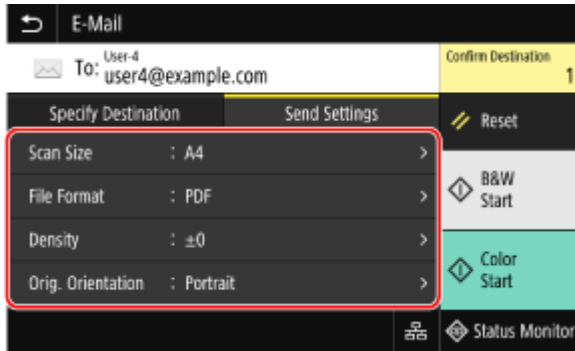 E-Mail
To: User-4
user4@example.com
Confirm Destination
1
Specify Destination
Send Settings
Reset
Scan Size : A4
File Format : PDF
Density : ±0
Orig. Orientation : Portrait
B&W
Start
Color
Start
Status Monitor